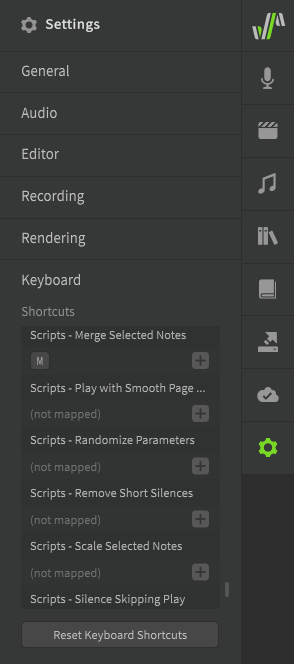 Settings
General
Audio
Editor
Recording
Rendering
Keyboard
Shortcuts
Scripts - Merge Selected Notes
M
Scripts - Play with Smooth Page ...
(not mapped)
Scripts - Randomize Parameters
(not mapped)
Scripts - Remove Short Silences
(not mapped)
Scripts - Scale Selected Notes
(not mapped)
Scripts - Silence Skipping Play
Reset Keyboard Shortcuts